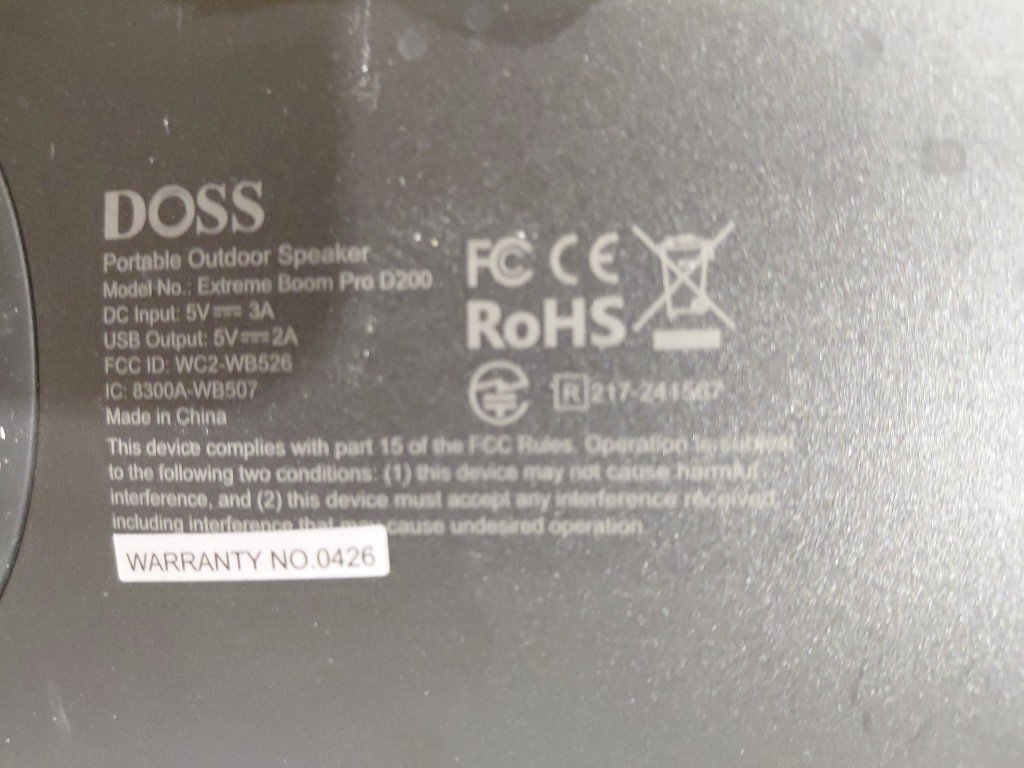 DOSS
Portable Outdoor Speaker
Model No.: Extreme Boom Pro D200
DC Input: 5V⎓ 3A
USB Output: 5V⎓2A
FCC ID: WC2-WB526
IC: 8300A-WB507
Made in China
FC CE
RoHS
R 217-241567
This device complies with part 15 of the FCC Rules. Operation is subject
to the following two conditions: (1) this device may not cause harmful
interference, and (2) this device must accept any interference received,
including interference that may cause undesired operation
WARRANTY NO.0426